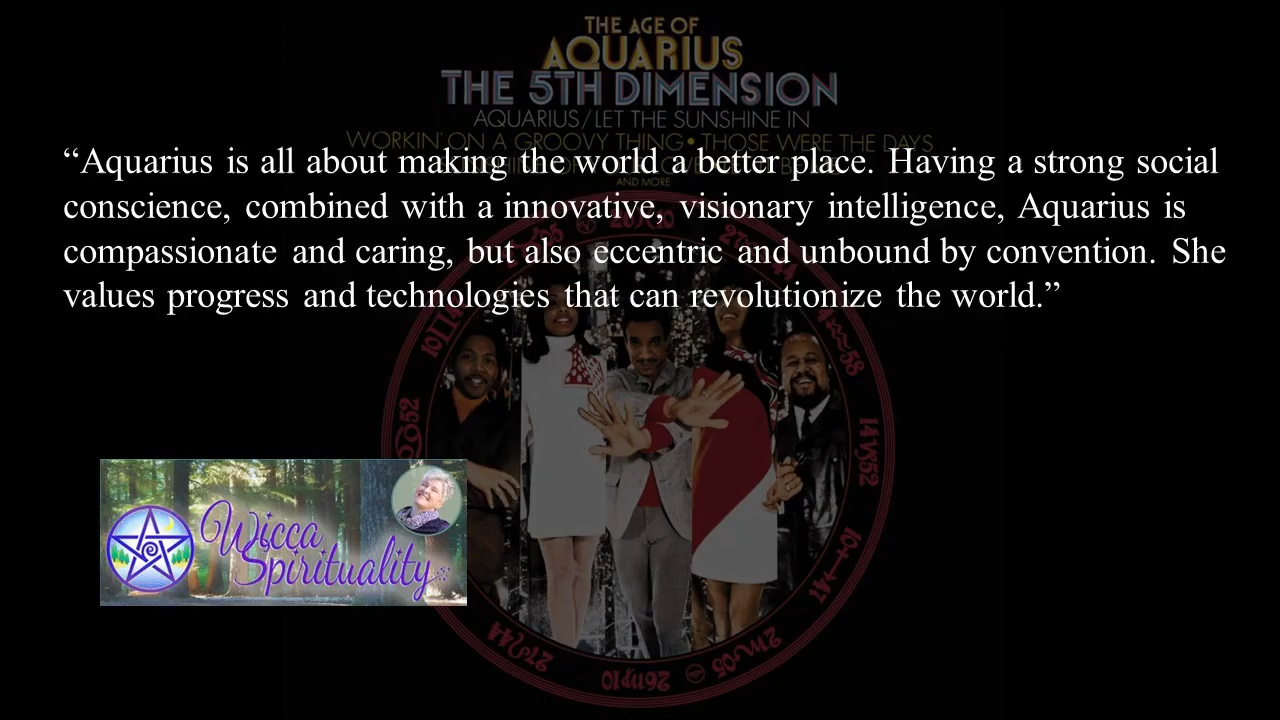 THE AGE OF
AQUARIUS
THE 5TH DIMENSION
AQUARIUS/LET THE SUNSHINE IN
WORKIN' ON A GROOVY THING • THOSE WERE THE DAYS
AND MORE
“Aquarius is all about making the world a better place. Having a strong social
conscience, combined with a innovative, visionary intelligence, Aquarius is
compassionate and caring, but also eccentric and unbound by convention. She
values progress and technologies that can revolutionize the world.”
Wicca
Spirituality